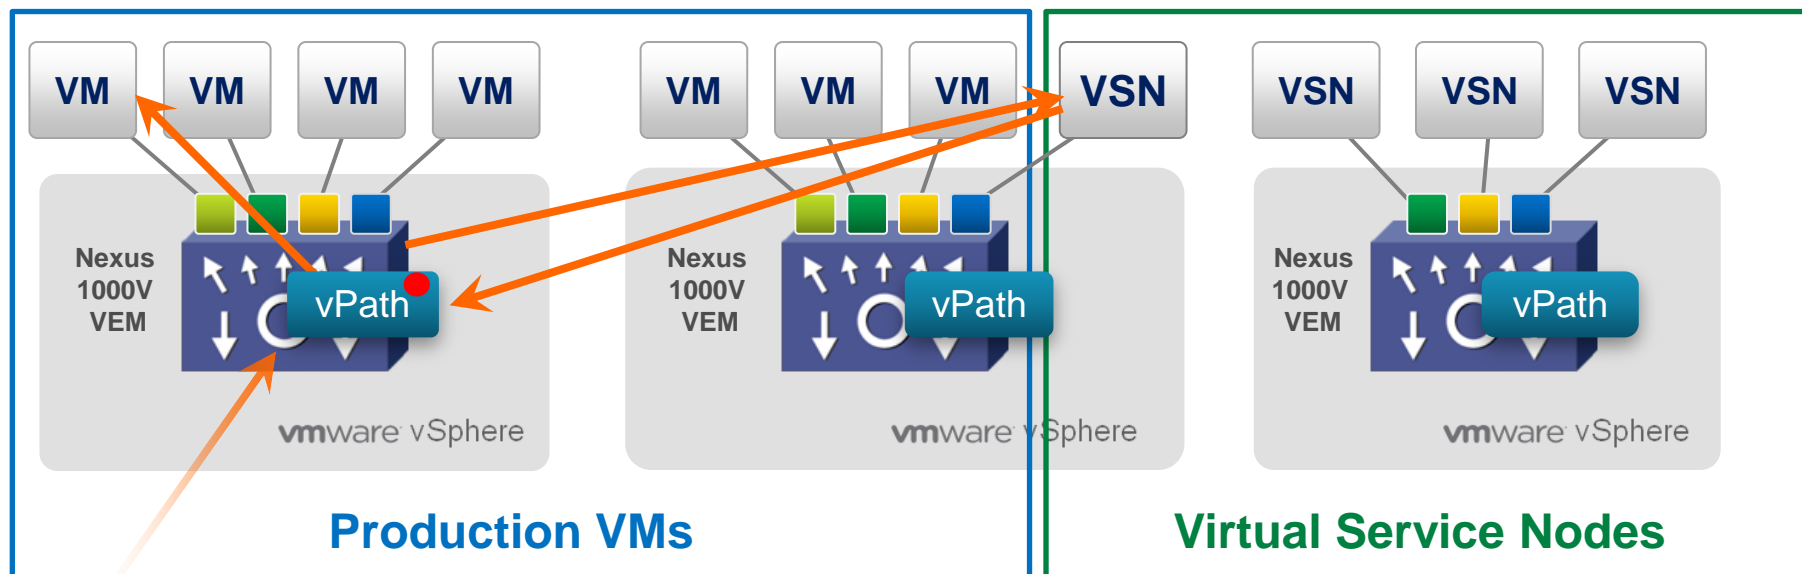 VM VM VM VM VM VM VM VSN VSN VSN VSN
Nexus
1000V
VEM
vPath
vmware vSphere
Nexus
1000V
VEM
vPath
vmware vSphere
Nexus
1000V
VEM
vPath
vmware vSphere
Production VMs
Virtual Service Nodes